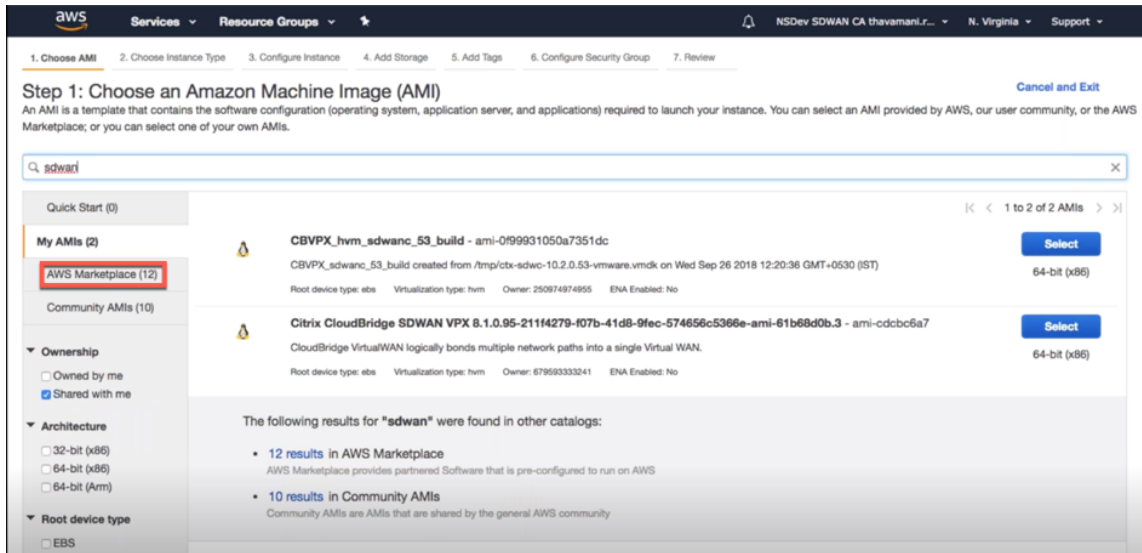 aws
Services
Resource Groups
NSDev SDWAN CA thavamani.r...
N. Virginia
Support
1. Choose AMI
2. Choose Instance Type
3. Configure Instance
4. Add Storage
5. Add Tags
6. Configure Security Group
7. Review
Step 1: Choose an Amazon Machine Image (AMI)
Cancel and Exit
An AMI is a template that contains the software configuration (operating system, application server, and applications) required to launch your instance. You can select an AMI provided by AWS, our user community, or the AWS
Marketplace; or you can select one of your own AMIs.
sdwan
Quick Start (0)
1 to 2 of 2 AMIs
My AMIs (2)
AWS Marketplace (12)
Community AMIs (10)
CBVPX_hvm_sdwanc_53_build - ami-0f99931050a7351dc
Select
CBVPX_sdwanc_53_build created from /tmp/ctx-sdwc-10.2.0.53-vmware.vmdk on Wed Sep 26 2018 12:20:36 GMT+0530 (IST)
64-bit (x86)
Root device type: ebs Virtualization type: hvm Owner: 250974974955 ENA Enabled: No
Citrix CloudBridge SDWAN VPX 8.1.0.95-211f4279-f07b-41d8-9fec-574656c5366e-ami-61b68d0b.3 - ami-cdcbc6a7
Select
CloudBridge VirtualWAN logically bonds multiple network paths into a single Virtual WAN.
64-bit (x86)
Root device type: ebs Virtualization type: hvm Owner: 679593333241 ENA Enabled: No
Ownership
Owned by me
Shared with me
Architecture
32-bit (x86)
64-bit (x86)
64-bit (Arm)
Root device type
EBS
The following results for "sdwan" were found in other catalogs:
12 results in AWS Marketplace
AWS Marketplace provides partnered Software that is pre-configured to run on AWS
10 results in Community AMIs
Community AMIs are AMIs that are shared by the general AWS community